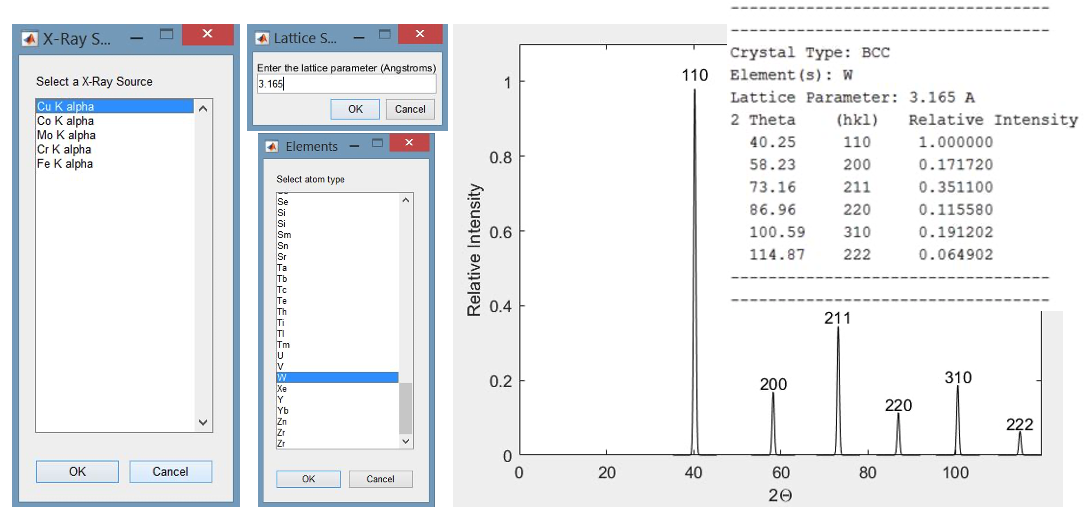 X-Ray S...
Select a X-Ray Source
Cu K alpha
Co K alpha
Mo K alpha
Cr K alpha
Fe K alpha
OK Cancel
Lattice S...
Enter the lattice parameter (Angstroms)
3.165
OK Cancel
Elements
Select atom type
Se
Si
Si
Sm
Sn
Sr
Ta
Tb
Tc
Te
Th
Ti
Tl
Tm
U
V
W
Xe
Y
Yb
Zn
Zr
Zr
OK Cancel
Relative Intensity
1
0.8
0.6
0.4
0.2
0
0 20 40 60 80 100
2Θ
110
200
211
220
310
222
-----------------------------------
-----------------------------------
Crystal Type: BCC
Element(s): W
Lattice Parameter: 3.165 A
2 Theta (hkl) Relative Intensity
40.25 110 1.000000
58.23 200 0.171720
73.16 211 0.351100
86.96 220 0.115580
100.59 310 0.191202
114.87 222 0.064902
-----------------------------------
-----------------------------------